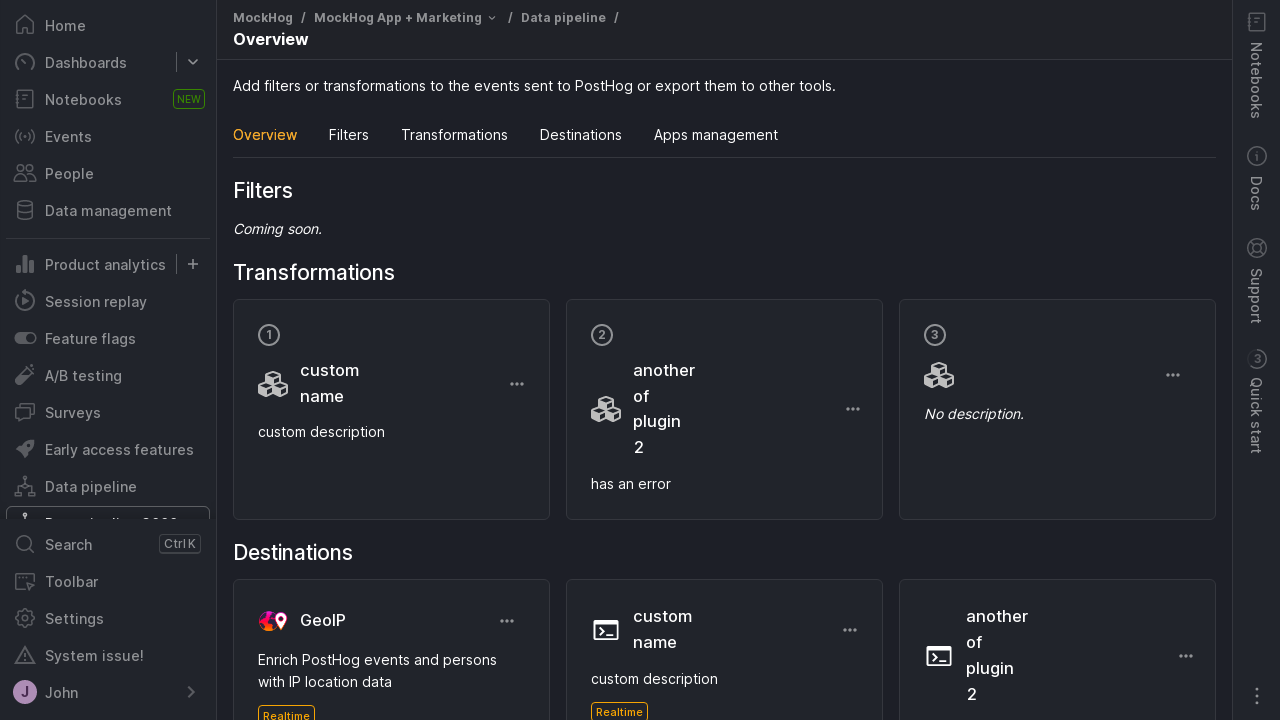 Home
Dashboards
Notebooks
NEW
Events
People
Data management
Product analytics
Session replay
Feature flags
A/B testing
Surveys
Early access features
Data pipeline
Search
Ctrl K
Toolbar
Settings
System issue!
J
John
MockHog / MockHog App + Marketing / Data pipeline /
Overview
Add filters or transformations to the events sent to PostHog or export them to other tools.
Overview Filters Transformations Destinations Apps management
Filters
Coming soon.
Transformations
1
custom
name
custom description
2
another
of
plugin
2
has an error
3
No description.
Destinations
GeoIP
Enrich PostHog events and persons
with IP location data
Realtime
custom
name
custom description
Realtime
another
of
plugin
2
Notebooks
Docs
Support
3
Quick start